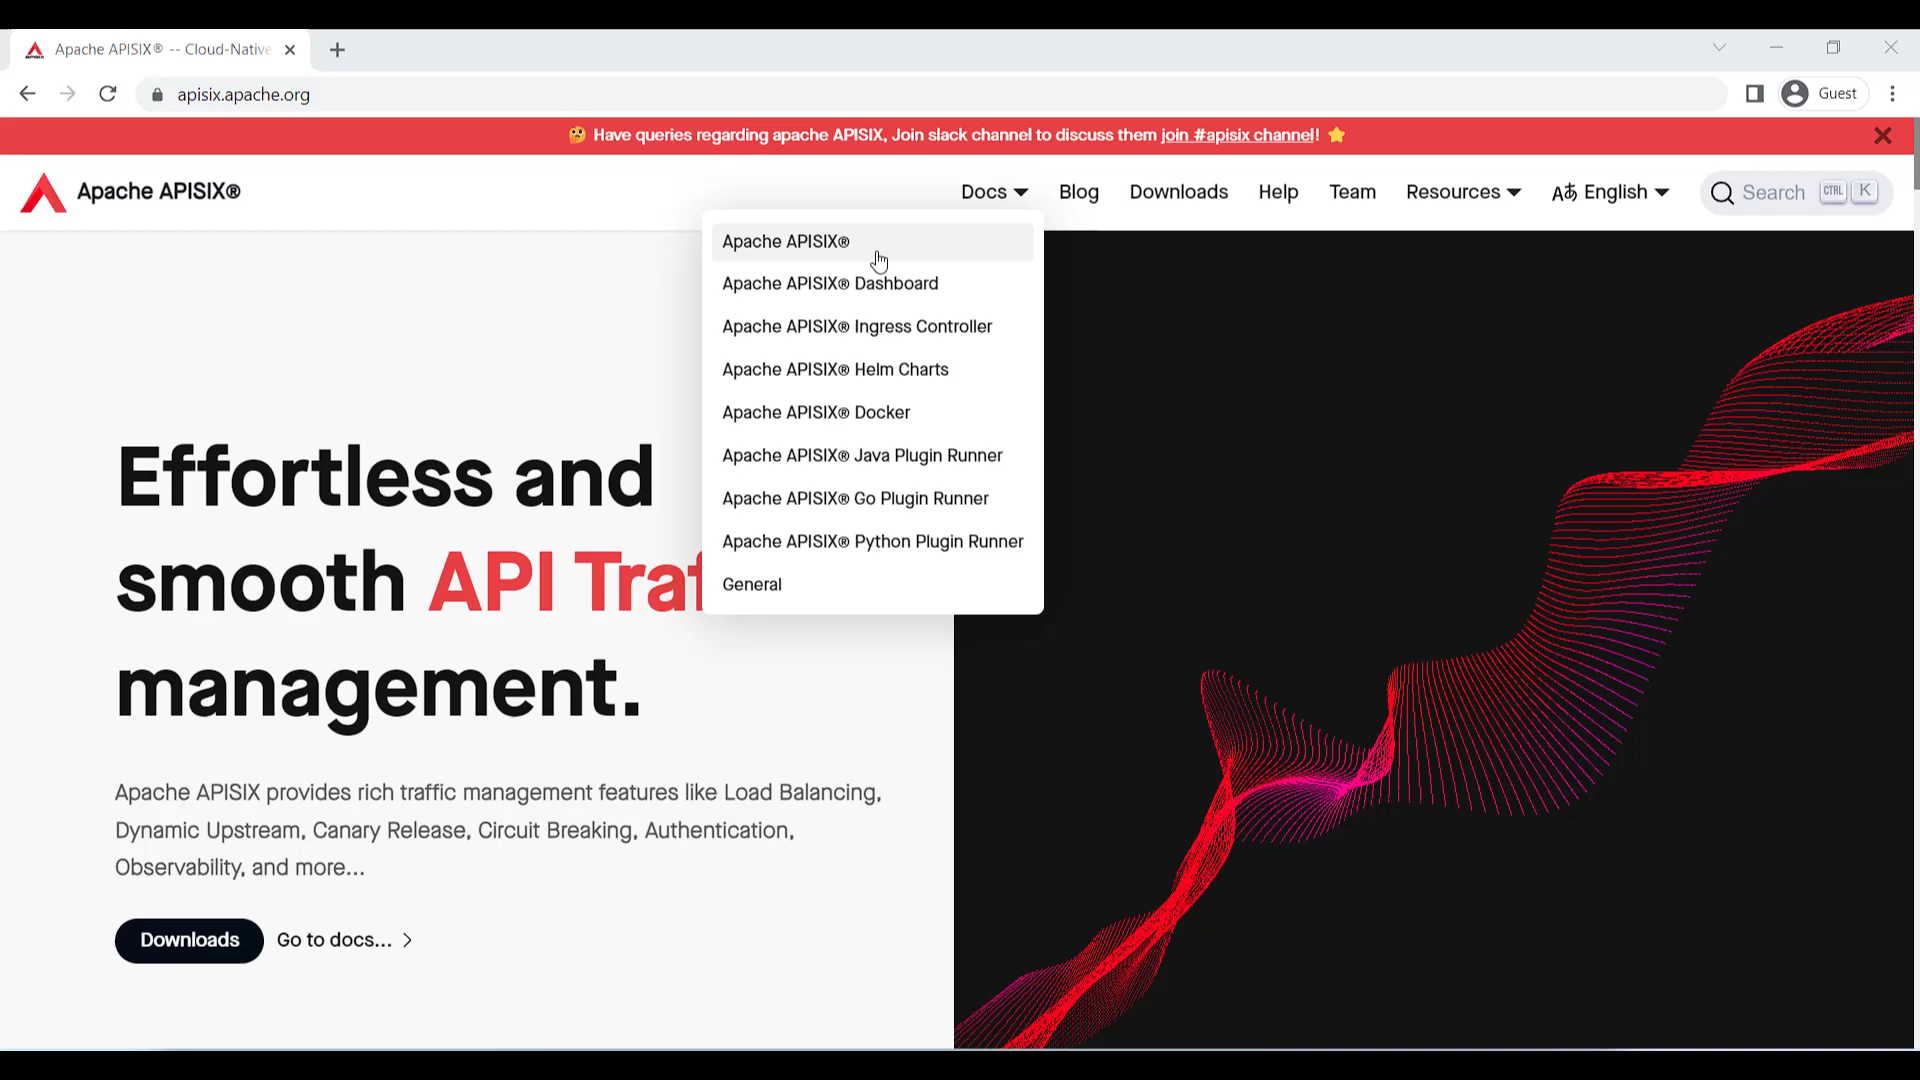 Apache APISIX® -- Cloud-Native
apisix.apache.org
Guest
🤔 Have queries regarding apache APISIX, Join slack channel to discuss them join #apisix channel! ⭐
Apache APISIX®
Docs
Blog
Downloads
Help
Team
Resources
Aあ English
Search
CTRL
K
Apache APISIX®
Apache APISIX® Dashboard
Apache APISIX® Ingress Controller
Apache APISIX® Helm Charts
Apache APISIX® Docker
Apache APISIX® Java Plugin Runner
Apache APISIX® Go Plugin Runner
Apache APISIX® Python Plugin Runner
General
Effortless and
smooth API Traf
management.
Apache APISIX provides rich traffic management features like Load Balancing,
Dynamic Upstream, Canary Release, Circuit Breaking, Authentication,
Observability, and more...
Downloads
Go to docs...